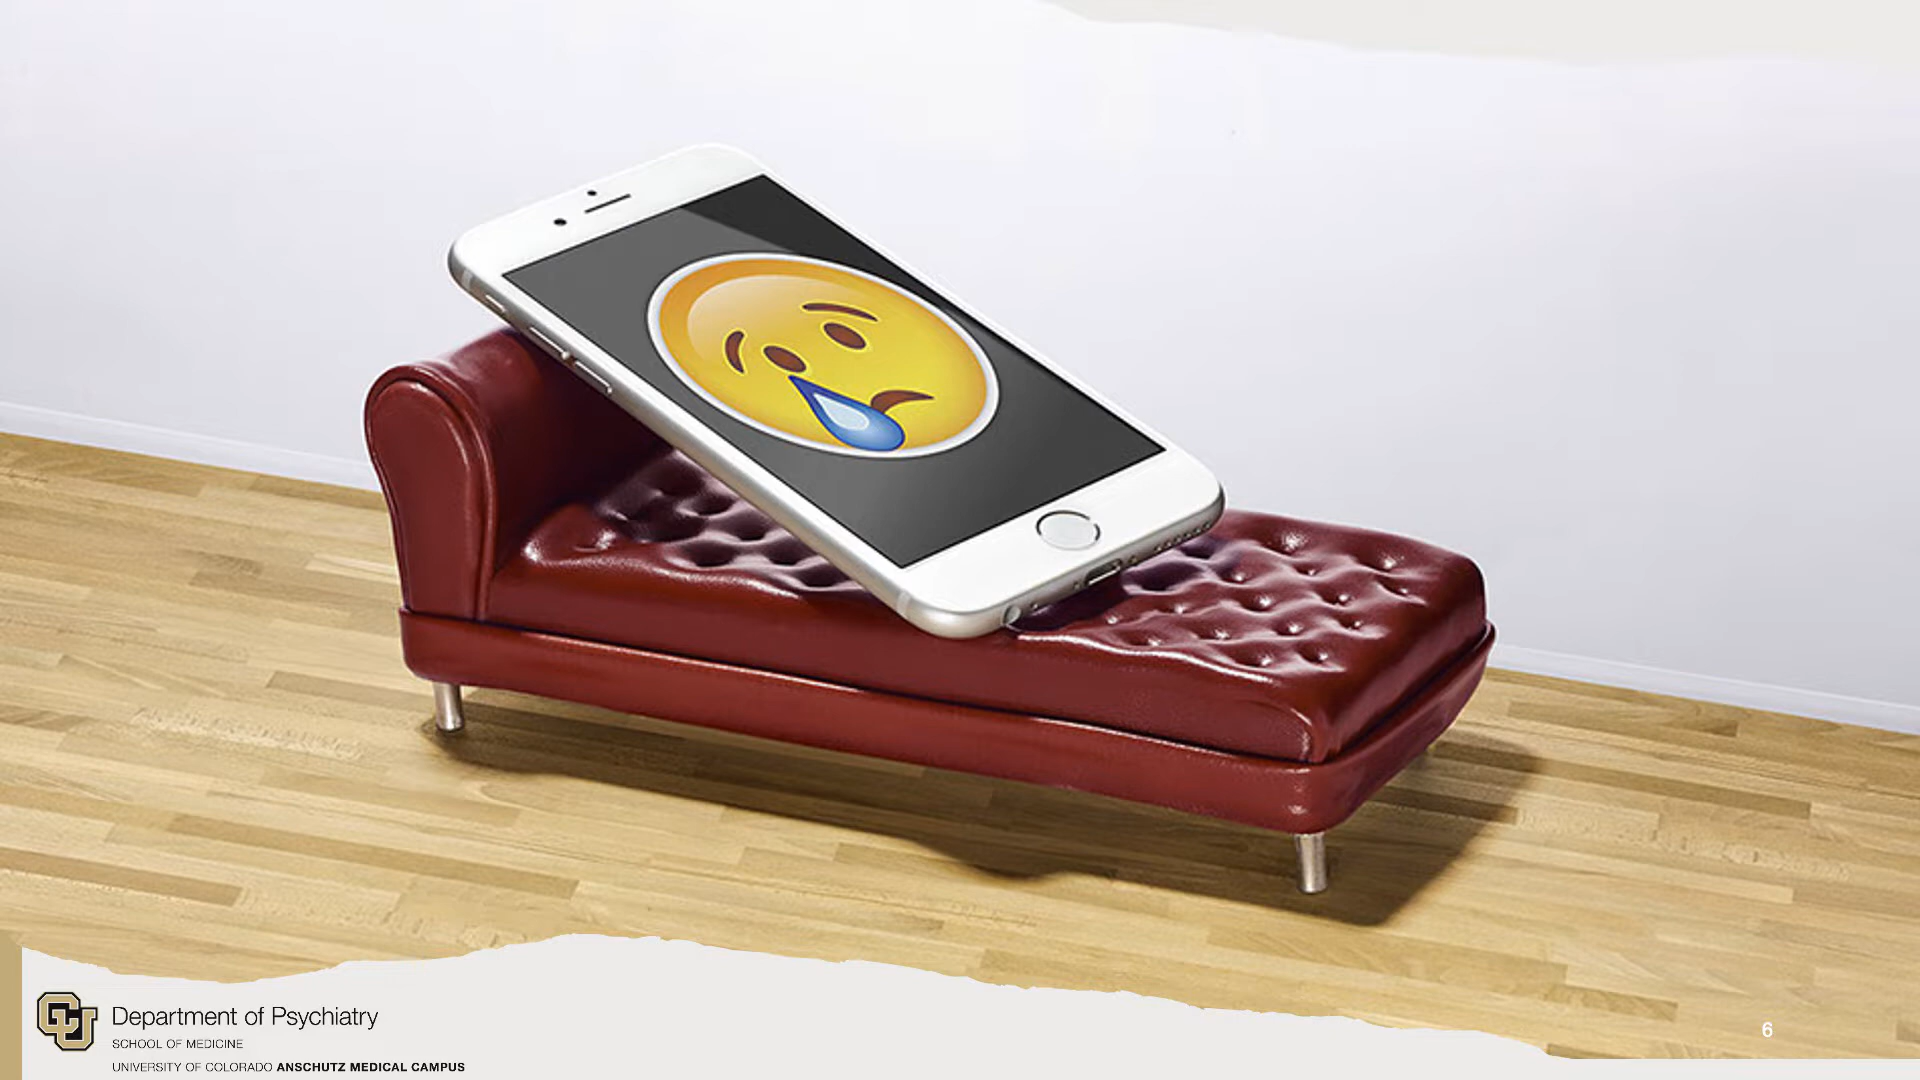 Department of Psychiatry
SCHOOL OF MEDICINE
UNIVERSITY OF COLORADO ANSCHUTZ MEDICAL CAMPUS
6